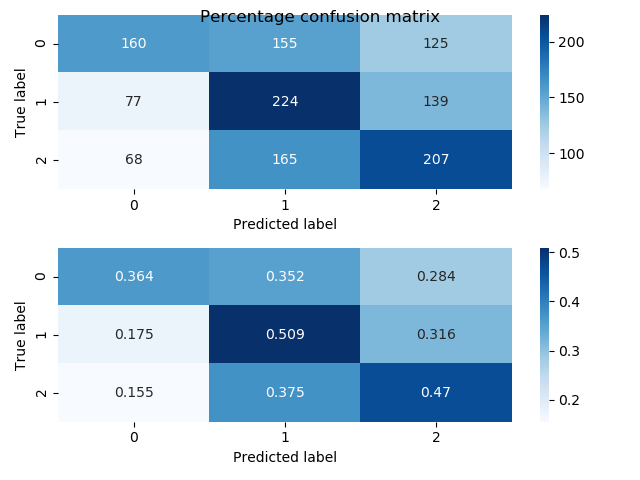 Percentage confusion matrix
True label
0 160 155 125
1 77 224 139
2 68 165 207
0 1 2
Predicted label
200
150
100
True label
0 0.364 0.352 0.284
1 0.175 0.509 0.316
2 0.155 0.375 0.47
0 1 2
Predicted label
0.5
0.4
0.3
0.2